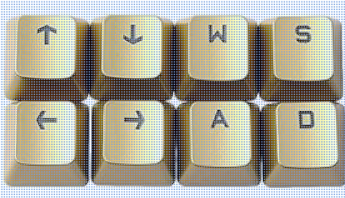 ↑ ↓ W S
← → A D